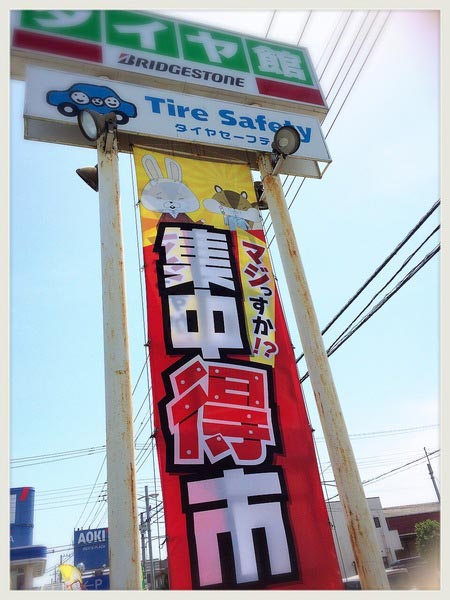 タイヤ館
BRIDGESTONE
Tire Safety
タイヤセーフティ
マジっすか!?
集中得市
AOKI